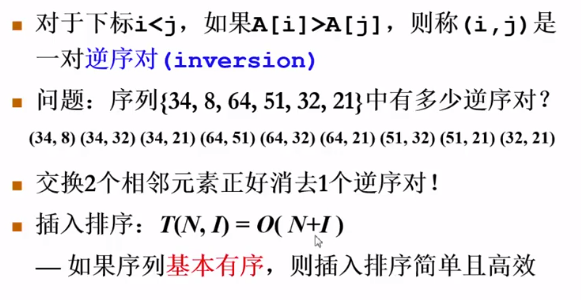 对于下标i<j，如果A[i]>A[j]，则称(i,j)是
一对逆序对(inversion)
问题：序列{34, 8, 64, 51, 32, 21}中有多少逆序对？
(34, 8) (34, 32) (34, 21) (64, 51) (64, 32) (64, 21) (51, 32) (51, 21) (32, 21)
交换2个相邻元素正好消去1个逆序对！
插入排序：T(N, I) = O( N+I )
— 如果序列基本有序，则插入排序简单且高效